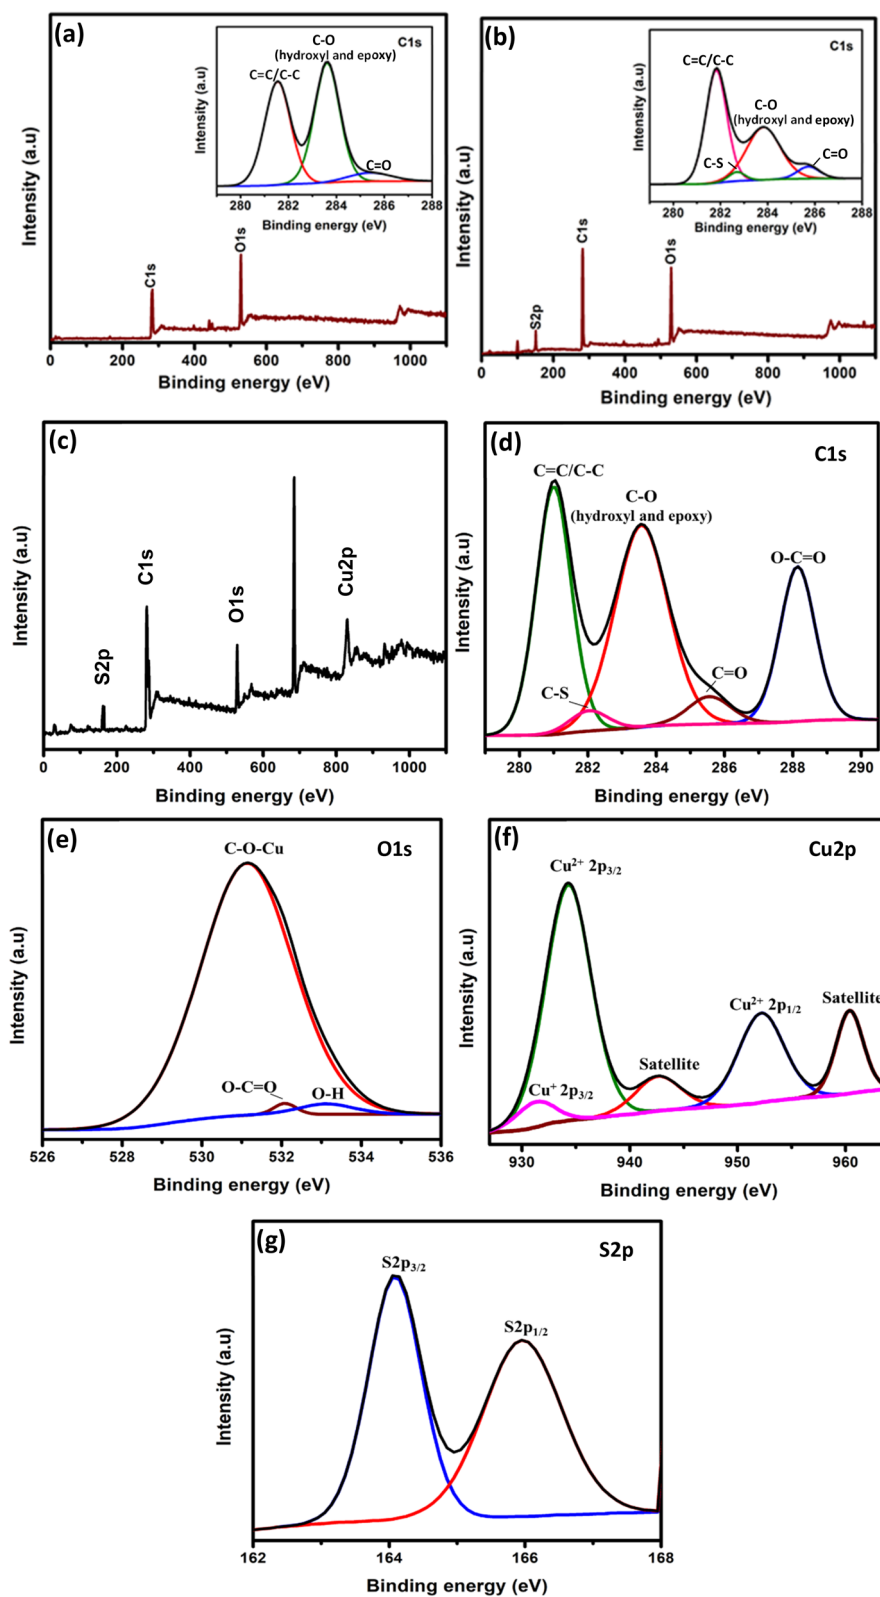 (a)
C1s
C-O
(hydroxyl and epoxy)
C=C/C-C
C=O
Intensity (a.u)
280 282 284 286 288
Binding energy (eV)
Intensity (a.u)
C1s
O1s
0 200 400 600 800 1000
Binding energy (eV)
(b)
C1s
C=C/C-C
C-O
(hydroxyl and epoxy)
C-S
C=O
Intensity (a.u)
280 282 284 286 288
Binding energy (eV)
Intensity (a.u)
S2p
C1s
O1s
0 200 400 600 800 1000
Binding energy (eV)
(c)
Intensity (a.u)
S2p
C1s
O1s
Cu2p
0 200 400 600 800 1000
Binding energy (eV)
(d)
C1s
C=C/C-C
C-O
(hydroxyl and epoxy)
O-C=O
C-S
C=O
Intensity (a.u)
280 282 284 286 288 290
Binding energy (eV)
(e)
O1s
C-O-Cu
O-C=O
O-H
Intensity (a.u)
526 528 530 532 534 536
Binding energy (eV)
(f)
Cu2p
Cu²⁺ 2p₃/₂
Cu²⁺ 2p₁/₂
Satellite
Satellite
Cu⁺ 2p₃/₂
Intensity (a.u)
930 940 950 960
Binding energy (eV)
(g)
S2p
S2p₃/₂
S2p₁/₂
Intensity (a.u)
162 164 166 168
Binding energy (eV)